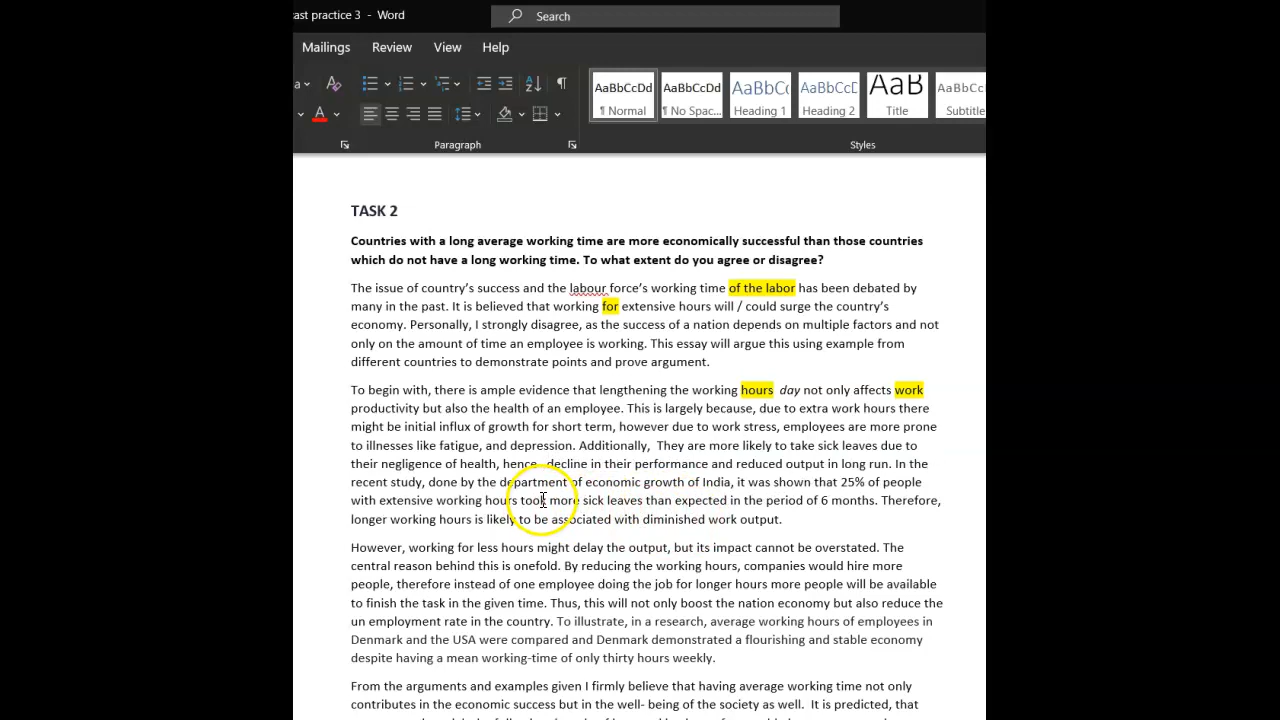 ast practice 3 - Word
Search
Mailings Review View Help
AaBbCcDd AaBbCcDd AaBbC AaBbCcD AaB AaBbCc
¶ Normal ¶ No Spac... Heading 1 Heading 2 Title Subtitle
Paragraph Styles
TASK 2
Countries with a long average working time are more economically successful than those countries
which do not have a long working time. To what extent do you agree or disagree?
The issue of country's success and the labour force's working time of the labor has been debated by
many in the past. It is believed that working for extensive hours will / could surge the country's
economy. Personally, I strongly disagree, as the success of a nation depends on multiple factors and not
only on the amount of time an employee is working. This essay will argue this using example from
different countries to demonstrate points and prove argument.
To begin with, there is ample evidence that lengthening the working hours day not only affects work
productivity but also the health of an employee. This is largely because, due to extra work hours there
might be initial influx of growth for short term, however due to work stress, employees are more prone
to illnesses like fatigue, and depression. Additionally, They are more likely to take sick leaves due to
their negligence of health, hence, decline in their performance and reduced output in long run. In the
recent study, done by the department of economic growth of India, it was shown that 25% of people
with extensive working hours took more sick leaves than expected in the period of 6 months. Therefore,
longer working hours is likely to be associated with diminished work output.
However, working for less hours might delay the output, but its impact cannot be overstated. The
central reason behind this is onefold. By reducing the working hours, companies would hire more
people, therefore instead of one employee doing the job for longer hours more people will be available
to finish the task in the given time. Thus, this will not only boost the nation economy but also reduce the
un employment rate in the country. To illustrate, in a research, average working hours of employees in
Denmark and the USA were compared and Denmark demonstrated a flourishing and stable economy
despite having a mean working-time of only thirty hours weekly.
From the arguments and examples given I firmly believe that having average working time not only
contributes in the economic success but in the well- being of the society as well. It is predicted, that